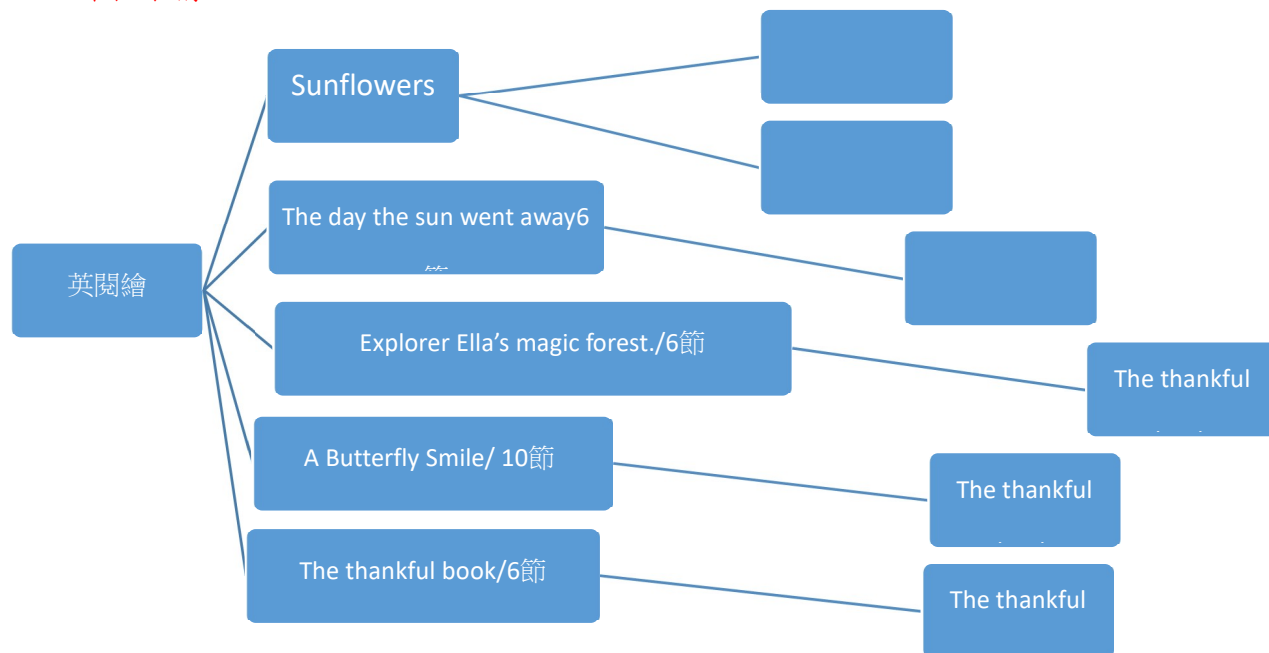 Sunflowers
The day the sun went away6
英閱繪
Explorer Ella’s magic forest./6節
The thankful
A Butterfly Smile/ 10節
The thankful
The thankful book/6節
The thankful